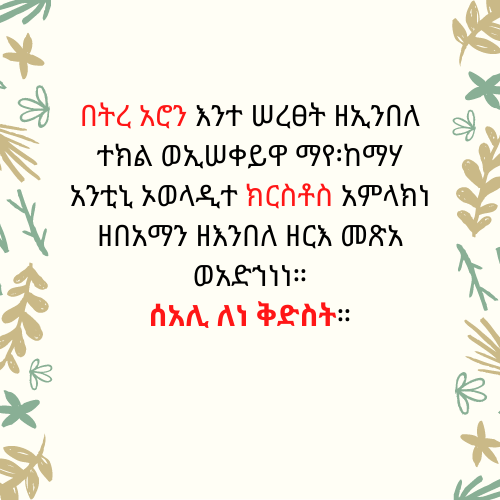 በትረ አሮን እንተ ሠረፀት ዘኢንበለ
ተክል ወኢሠቀይዋ ማየ፡ከማሃ
አንቲኒ ኦወላዲተ ክርስቶስ አምላክነ
ዘበአማን ዘእንበለ ዘርእ መጽአ
ወአድኀነነ።
ሰአሊ ለነ ቅድስት።